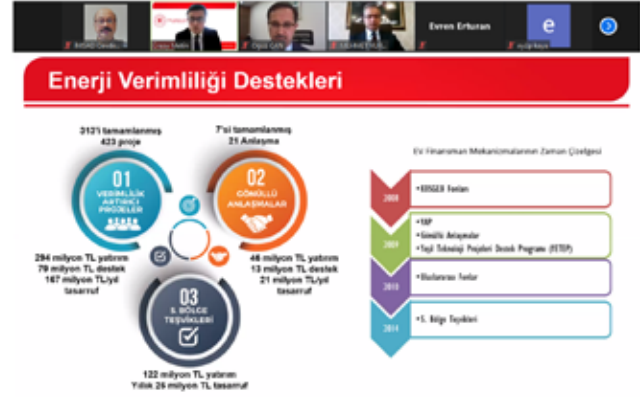 Evren Erturan
e
Enerji Verimliliği Destekleri
312'i tamamlanmış
423 proje
7'si tamamlanmış
21 Anlaşma
EV Finansman Mekanizmalarının Zaman Çizelgesi
01
VERİMLİLİK
ARTIRICI
PROJELER
02
GÖNÜLLÜ
ANLAŞMALAR
294 milyon TL yatırım
79 milyon TL destek
167 milyon TL/yıl
tasarruf
46 milyon TL yatırım
13 milyon TL destek
21 milyon TL/yıl
tasarruf
03
5. BÖLGE
TEŞVİKLERİ
122 milyon TL yatırım
Yıllık 26 milyon TL tasarruf
2008
•KOSGEB Fonları
2009
•VAP
•Gönüllü Anlaşmalar
•Yeşil Teknoloji Projeleri Destek Programı (YETEP)
2010
•Uluslararası Fonlar
2014
•5. Bölge Teşvikleri